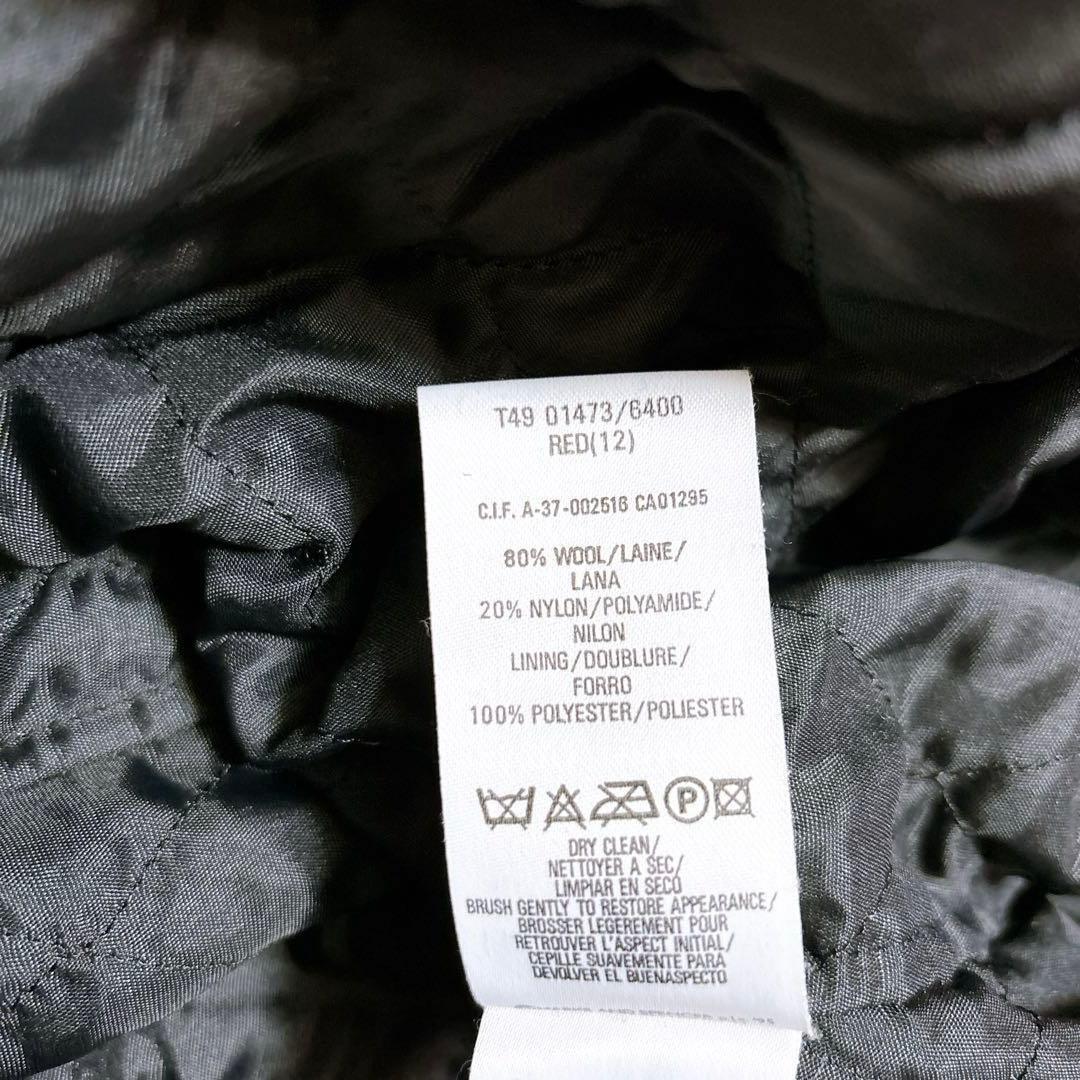 T49 01473/6400
RED(12)
C.I.F. A-37-002516 CA01295
80% WOOL/LAINE/
LANA
20% NYLON/POLYAMIDE/
NILON
LINING/DOUBLURE/
FORRO
100% POLYESTER/POLIESTER
P
DRY CLEAN/
NETTOYER A SEC/
LIMPIAR EN SECO
BRUSH GENTLY TO RESTORE APPEARANCE/
BROSSER LEGEREMENT POUR
RETROUVER L'ASPECT INITIAL/
CEPILLE SUAVEMENTE PARA
DEVOLVER EL BUENASPECTO